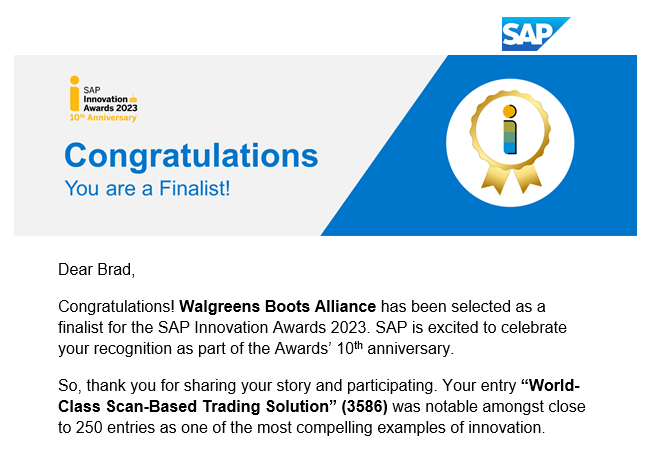 SAP
SAP
Innovation
Awards 2023
10th Anniversary
Congratulations
You are a Finalist!
Dear Brad,
Congratulations! Walgreens Boots Alliance has been selected as a
finalist for the SAP Innovation Awards 2023. SAP is excited to celebrate
your recognition as part of the Awards’ 10th anniversary.
So, thank you for sharing your story and participating. Your entry “World-
Class Scan-Based Trading Solution” (3586) was notable amongst close
to 250 entries as one of the most compelling examples of innovation.